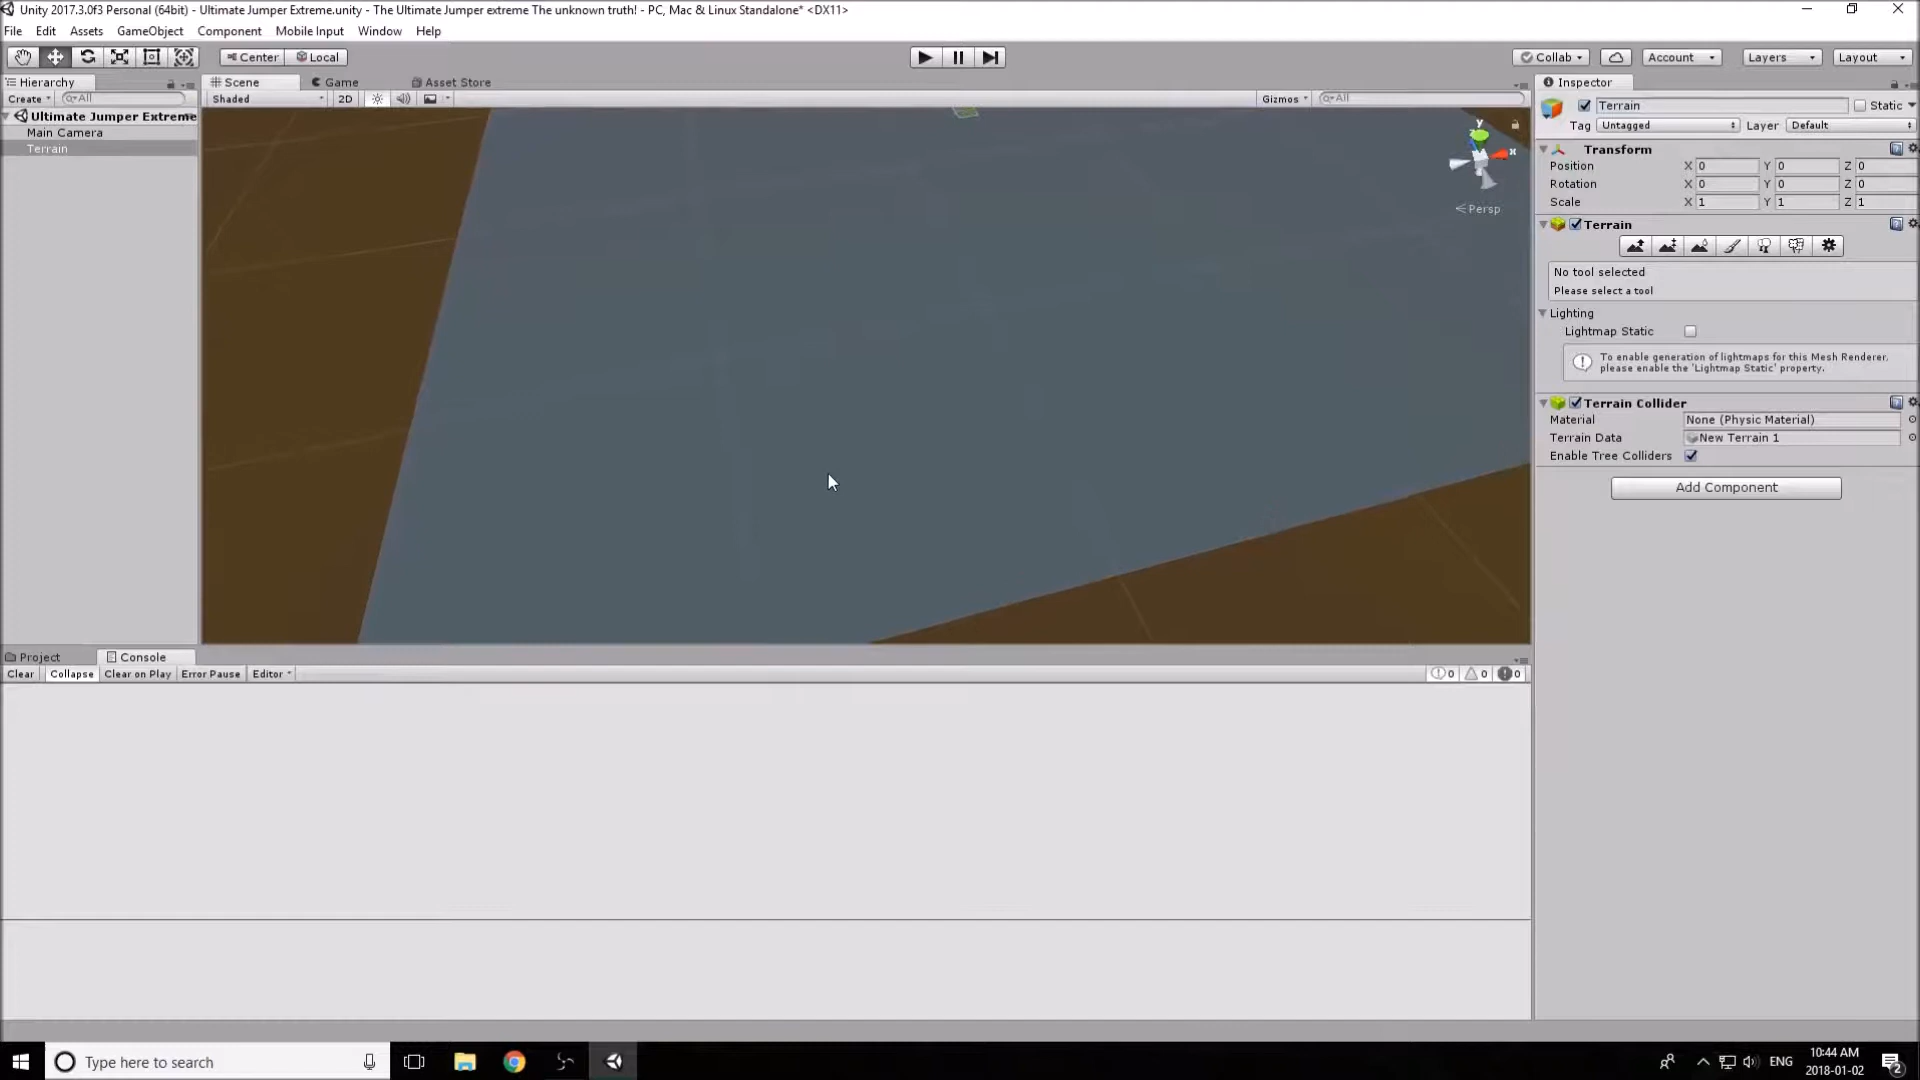 Unity 2017.3.0f3 Personal (64bit) - Ultimate Jumper Extreme.unity - The Ultimate Jumper extreme The unknown truth! - PC, Mac & Linux Standalone* <DX11>
File Edit Assets GameObject Component Mobile Input Window Help
Center Local Collab Account Layers Layout
Hierarchy Scene Game Asset Store Inspector
Create All Shaded 2D Gizmos All Terrain Static
Ultimate Jumper Extreme
Tag Untagged Layer Default
Main Camera
Terrain
y
x
Persp
Transform
Position X 0 Y 0 Z 0
Rotation X 0 Y 0 Z 0
Scale X 1 Y 1 Z 1
Terrain
No tool selected
Please select a tool
Lighting
Lightmap Static
To enable generation of lightmaps for this Mesh Renderer, please enable the 'Lightmap Static' property.
Terrain Collider
Material None (Physic Material)
Terrain Data New Terrain 1
Enable Tree Colliders
Add Component
Project Console
Clear Collapse Clear on Play Error Pause Editor 0 0 0
Type here to search
ENG
10:44 AM
2018-01-02
2